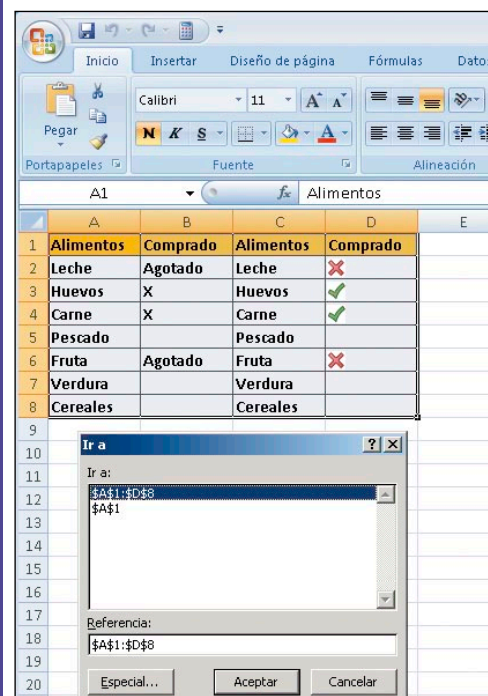 Inicio Insertar Diseño de página Fórmulas Dato
Pegar
Calibri 11 A A
N K S A
Portapapeles Fuente Alineación
A1 fx Alimentos
A B C D E
1 Alimentos Comprado Alimentos Comprado
2 Leche Agotado Leche
3 Huevos X Huevos
4 Carne X Carne
5 Pescado Pescado
6 Fruta Agotado Fruta
7 Verdura Verdura
8 Cereales Cereales
9
10
11
12
13
14
15
16
17
18
19
20
Ir a
Ir a:
$A$1:$D$8
$A$1
Referencia:
$A$1:$D$8
Especial... Aceptar Cancelar